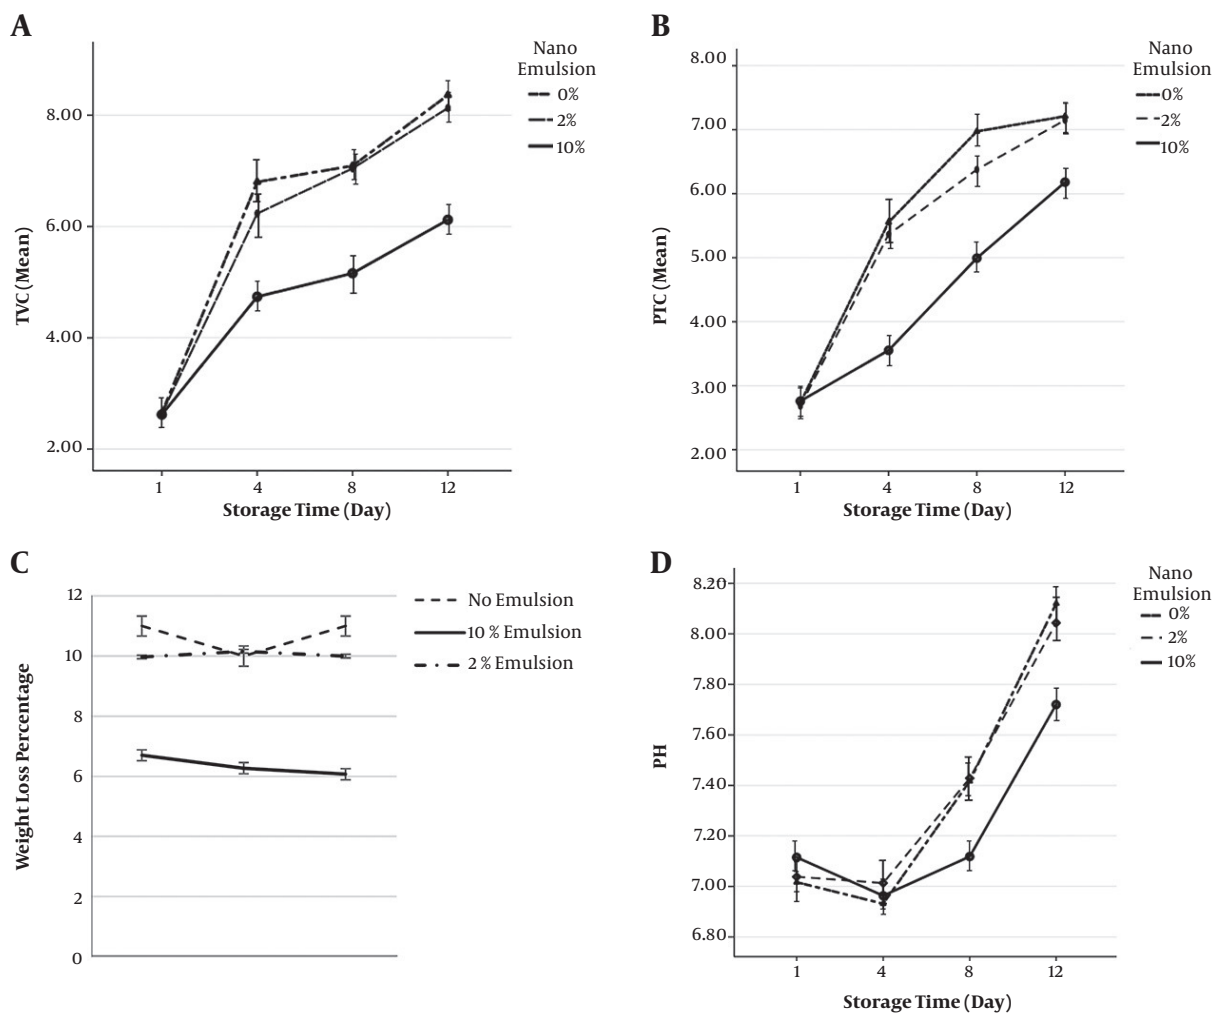 A
Nano
Emulsion
0%
2%
10%
8.00
6.00
4.00
2.00
TVC (Mean)
1 4 8 12
Storage Time (Day)
B
Nano
Emulsion
0%
2%
10%
8.00
7.00
6.00
5.00
4.00
3.00
2.00
PTC (Mean)
1 4 8 12
Storage Time (Day)
C
No Emulsion
10 % Emulsion
2 % Emulsion
12
10
8
6
4
2
0
Weight Loss Percentage
D
Nano
Emulsion
0%
2%
10%
8.20
8.00
7.80
7.60
7.40
7.20
7.00
6.80
PH
1 4 8 12
Storage Time (Day)